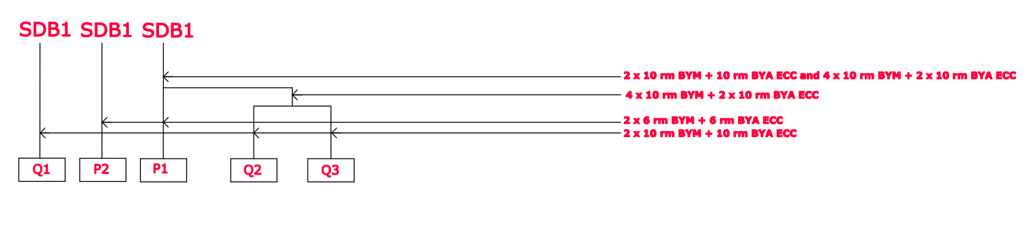 SDB1 SDB1 SDB1
2 x 10 rm BYM + 10 rm BYA ECC and 4 x 10 rm BYM + 2 x 10 rm BYA ECC
4 x 10 rm BYM + 2 x 10 rm BYA ECC
2 x 6 rm BYM + 6 rm BYA ECC
2 x 10 rm BYM + 10 rm BYA ECC
Q1 P2 P1 Q2 Q3